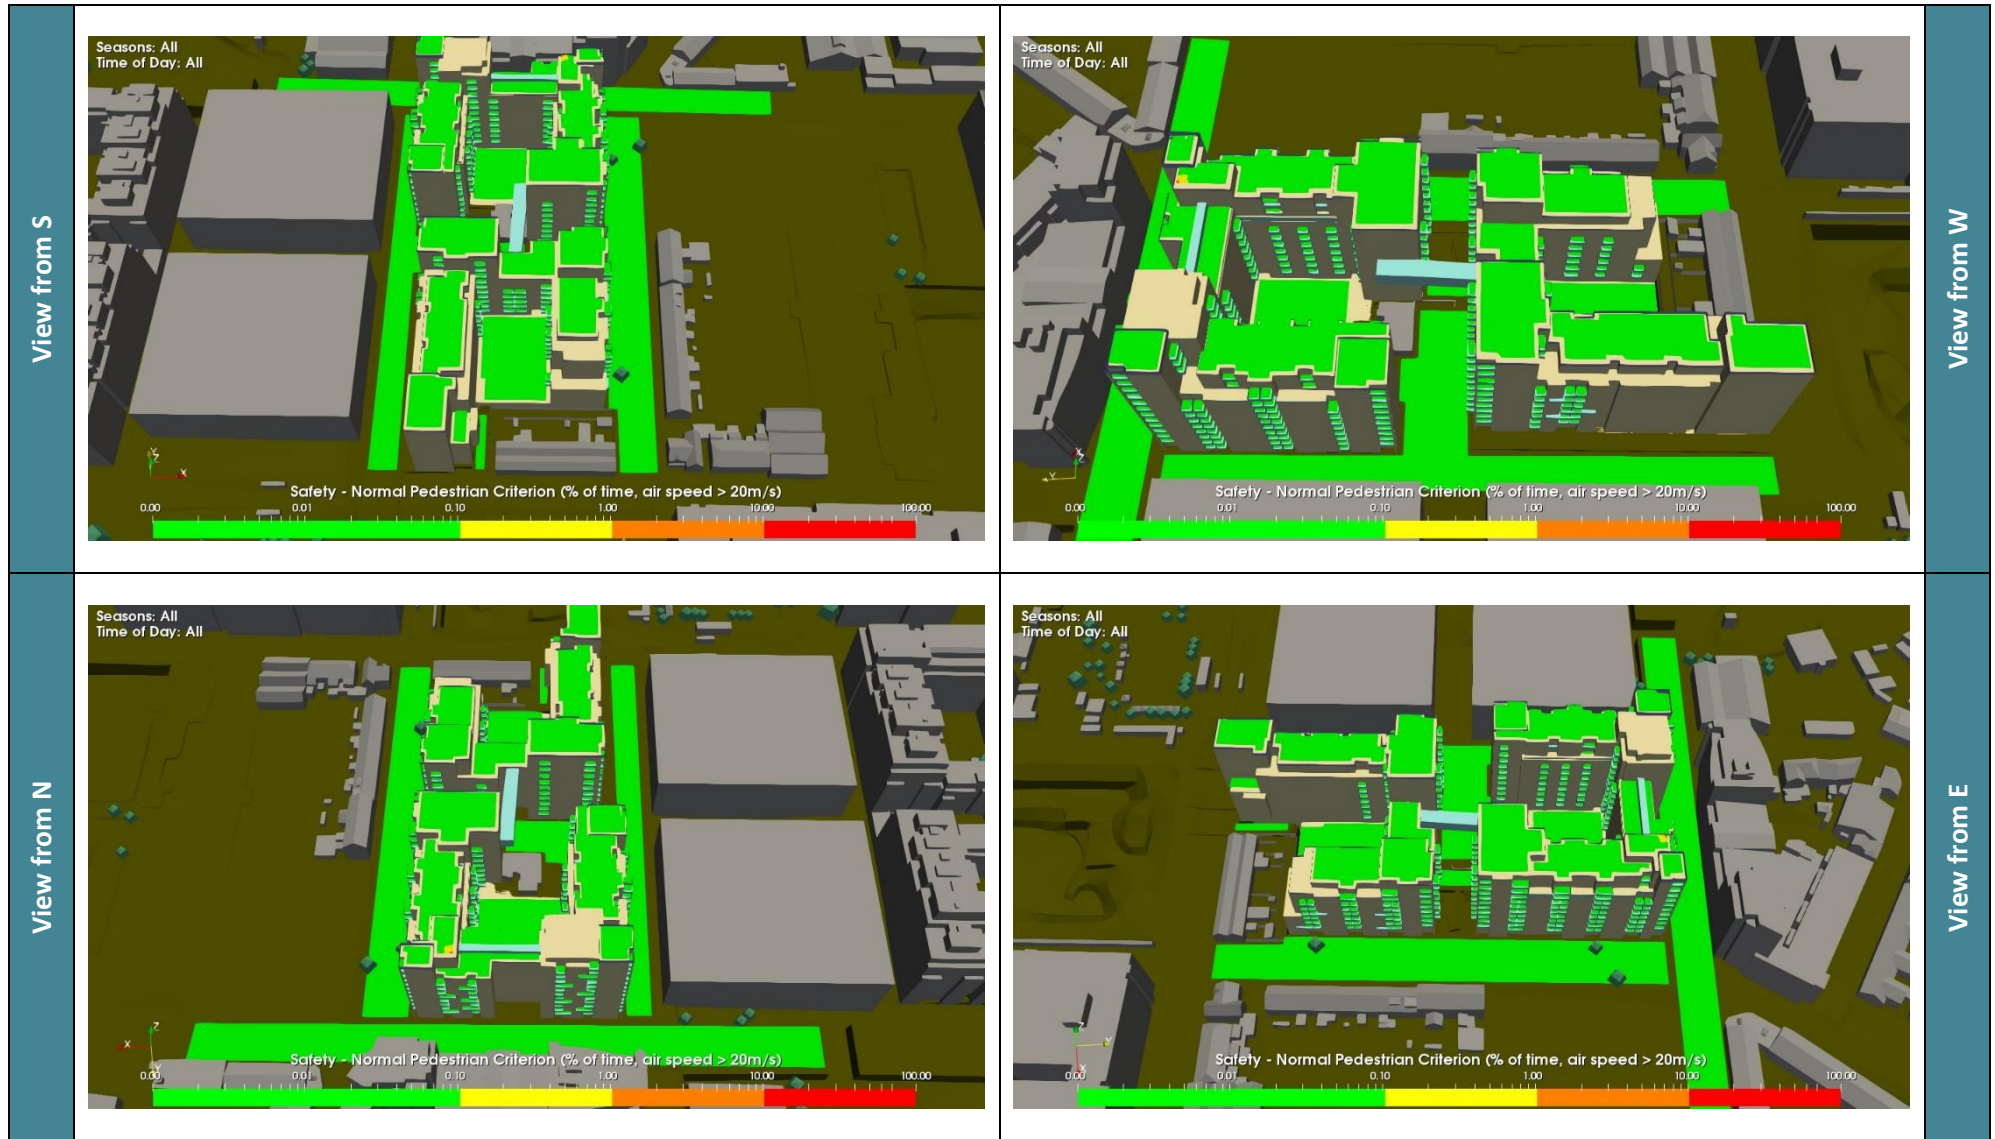 View from S
Seasons: All
Time of Day: All
Safety - Normal Pedestrian Criterion (% of time, air speed > 20m/s)
0.00 0.01 0.10 1.00 10.00 100.00
Y
Z
X
Seasons: All
Time of Day: All
Safety - Normal Pedestrian Criterion (% of time, air speed > 20m/s)
0.00 0.01 0.10 1.00 10.00 100.00
X
Y
Z
View from W
View from N
Seasons: All
Time of Day: All
Z
X
Y
Safety - Normal Pedestrian Criterion (% of time, air speed > 20m/s)
0.00 0.01 0.10 1.00 10.00 100.00
Seasons: All
Time of Day: All
Z
Y
X
Safety - Normal Pedestrian Criterion (% of time, air speed > 20m/s)
0.00 0.01 0.10 1.00 10.00 100.00
View from E